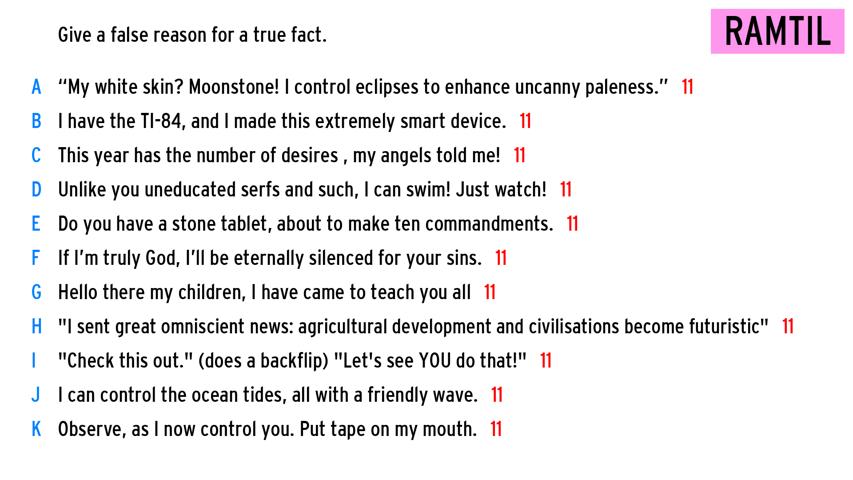 Give a false reason for a true fact.
RAMTIL
A “My white skin? Moonstone! I control eclipses to enhance uncanny paleness.” 11
B I have the TI-84, and I made this extremely smart device. 11
C This year has the number of desires , my angels told me! 11
D Unlike you uneducated serfs and such, I can swim! Just watch! 11
E Do you have a stone tablet, about to make ten commandments. 11
F If I'm truly God, I'll be eternally silenced for your sins. 11
G Hello there my children, I have came to teach you all 11
H "I sent great omniscient news: agricultural development and civilisations become futuristic" 11
I "Check this out." (does a backflip) "Let's see YOU do that!" 11
J I can control the ocean tides, all with a friendly wave. 11
K Observe, as I now control you. Put tape on my mouth. 11